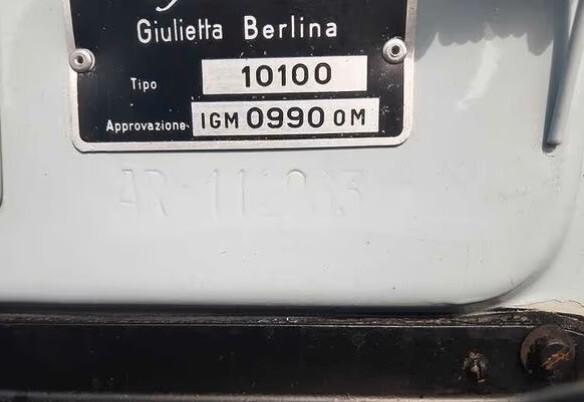 Giulietta Berlina
Tipo 10100
Approvazione IGM 0990 OM